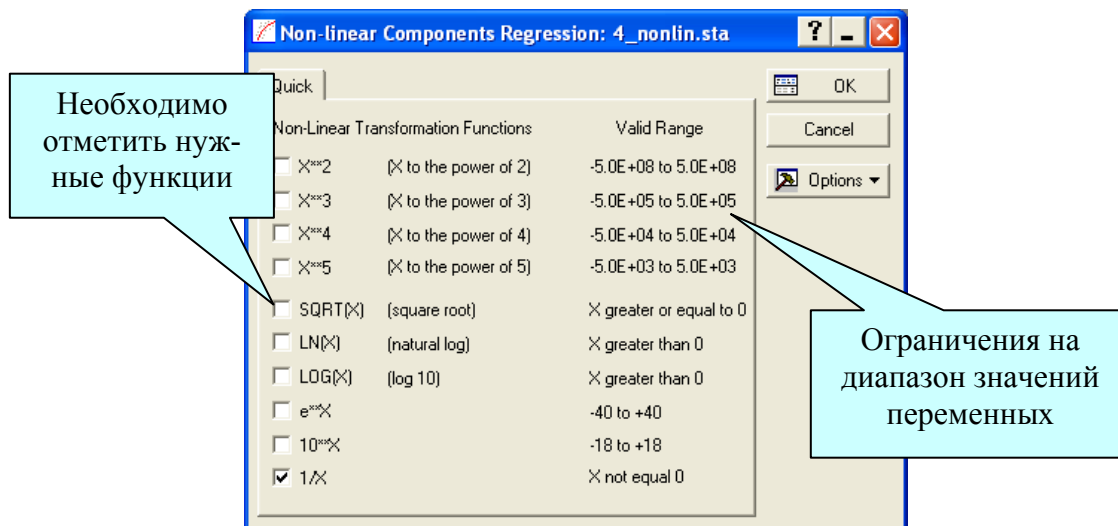 Non-linear Components Regression: 4_nonlin.sta
Quick
OK
Cancel
Options
Необходимо
отметить нуж-
ные функции
Non-Linear Transformation Functions Valid Range
X**2 (X to the power of 2) -5.0E+08 to 5.0E+08
X**3 (X to the power of 3) -5.0E+05 to 5.0E+05
X**4 (X to the power of 4) -5.0E+04 to 5.0E+04
X**5 (X to the power of 5) -5.0E+03 to 5.0E+03
SQRT(X) (square root) X greater or equal to 0
LN(X) (natural log) X greater than 0
LOG(X) (log 10) X greater than 0
e**X -40 to +40
10**X -18 to +18
1/X X not equal 0
Ограничения на
диапазон значений
переменных